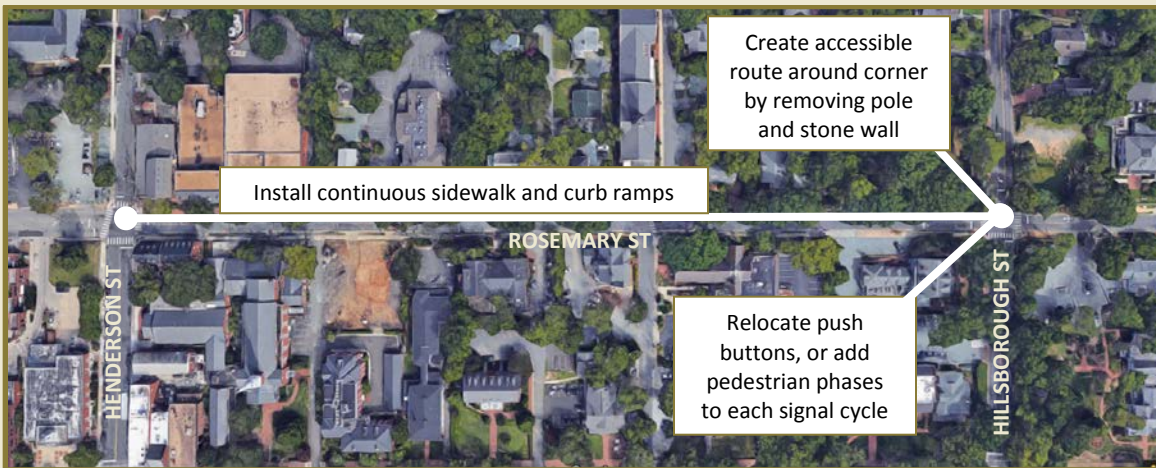 Create accessible
route around corner
by removing pole
and stone wall
Install continuous sidewalk and curb ramps
ROSEMARY ST
HENDERSON ST
HILLSBOROUGH ST
Relocate push
buttons, or add
pedestrian phases
to each signal cycle